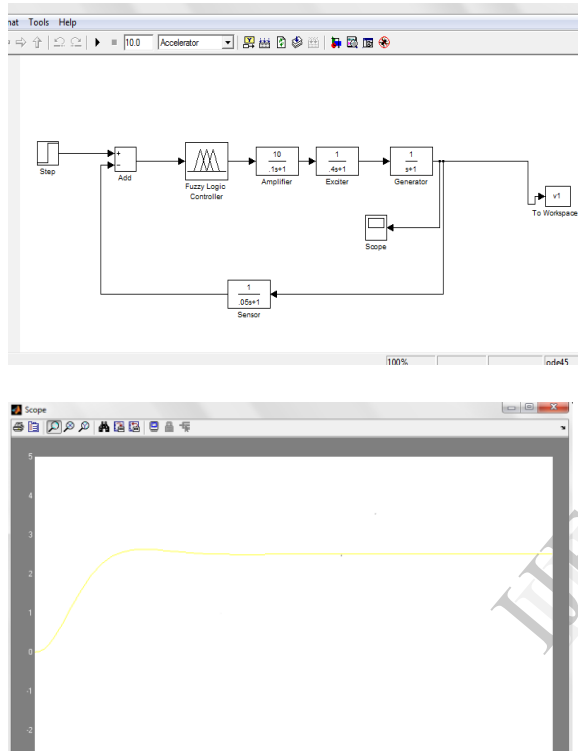 nat Tools Help
10.0 Accelerator
Step
+
−
Add
Fuzzy Logic
Controller
10
.1s+1
Amplifier
1
.4s+1
Exciter
1
s+1
Generator
v1
To Workspace
Scope
1
.05s+1
Sensor
100%
ode45
Scope
5
4
3
2
1
0
-1
-2